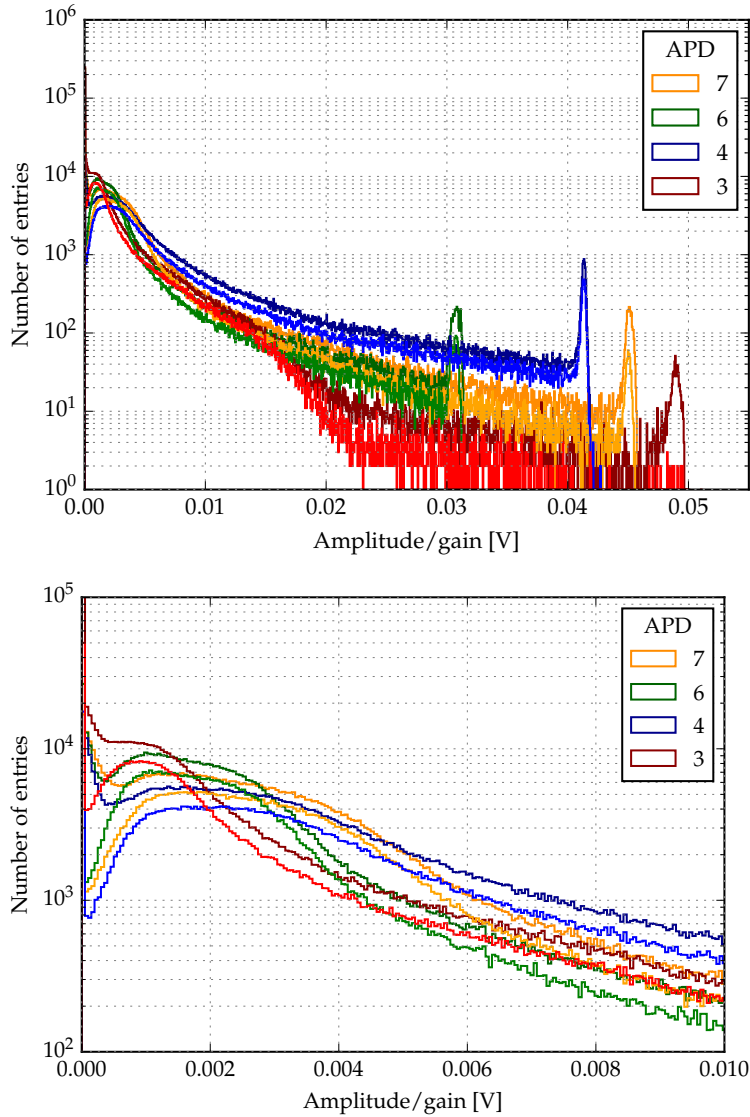 10^6
10^5
10^4
10^3
10^2
10^1
10^0
Number of entries
APD
7
6
4
3
0.00 0.01 0.02 0.03 0.04 0.05
Amplitude/gain [V]
10^5
10^4
10^3
10^2
Number of entries
APD
7
6
4
3
0.000 0.002 0.004 0.006 0.008 0.010
Amplitude/gain [V]